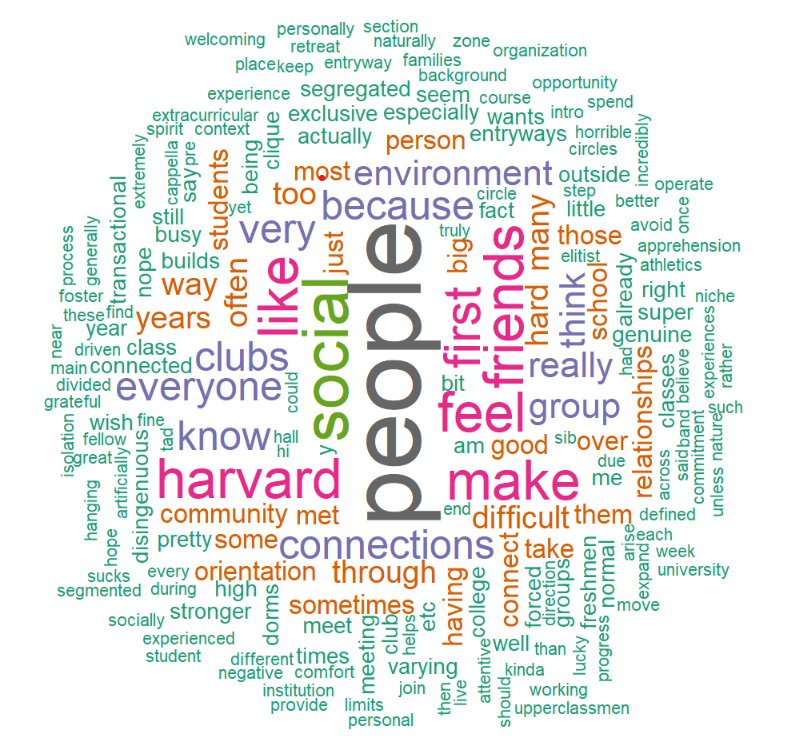 personally
section
welcoming
retreat
naturally
zone
organization
place
keep
entryway
families
background
experience
segregated
seem
course
opportunity
extracurricular
exclusive
especially
wants
intro
spend
spirit
context
clique
actually
person
entryways
horrible
circles
incredibly
extremely
cappella
say
pre
students
being
most
environment
outside
operate
transactional
still
yet
too
because
circle
fact
step
little
better
once
busy
very
just
truly
big
many
those
avoid
apprehension
process
generally
nope
builds
like
social
people
first
friends
elitist
hard
think
school
already
athletics
foster
these
find
way
often
right
niche
near
year
years
super
genuine
experiences
main
driven
class
connected
clubs
really
had
rather
divided
everyone
could
bit
feel
group
relationships
classes
believe
grateful
wish
fine
know
hall
hi
y
am
good
sib
over
such
isolation
fellow
great
artificially
disingenuous
tad
harvard
make
due
me
across
said
band
commitment
unless
nature
hanging
community
met
end
difficult
them
defined
hope
pretty
some
connections
connect
take
arise
each
week
expand
university
sucks
segmented
every
during
orientation
through
having
college
forced
direction
groups
freshmen
normal
move
high
sometimes
socially
stronger
dorms
meet
meeting
club
helps
etc
well
than
lucky
progress
experienced
student
different
times
varying
attentive
kinda
negative
comfort
institution
join
then
live
should
working
provide
limits
upperclassmen
personal